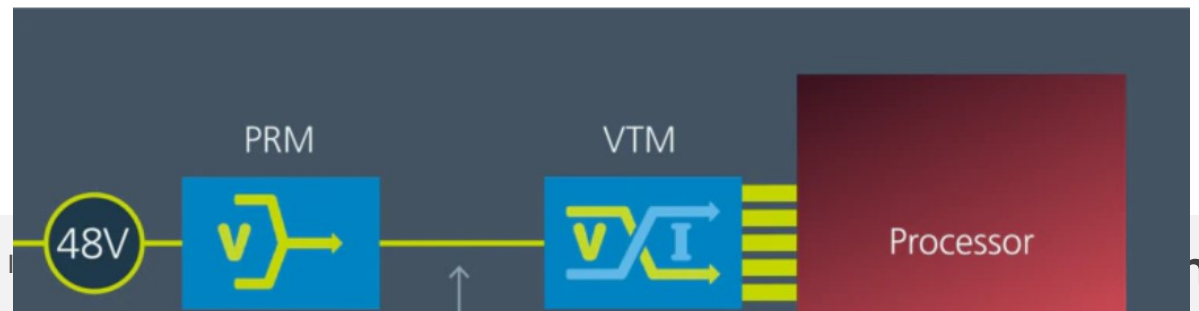 PRM
VTM
48V
V
V
I
Processor